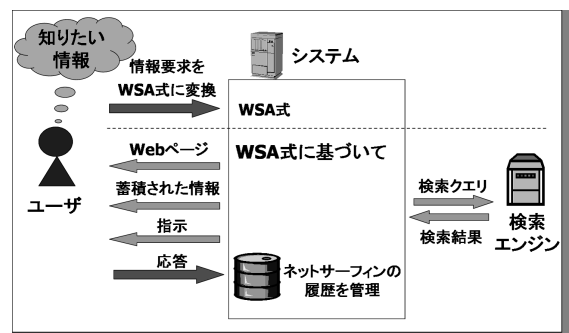 知りたい
情報
システム
情報要求を
WSA式に変換
WSA式
Webページ
WSA式に基づいて
蓄積された情報
ユーザ
指示
応答
ネットサーフィンの
履歴を管理
検索クエリ
検索結果
検索
エンジン